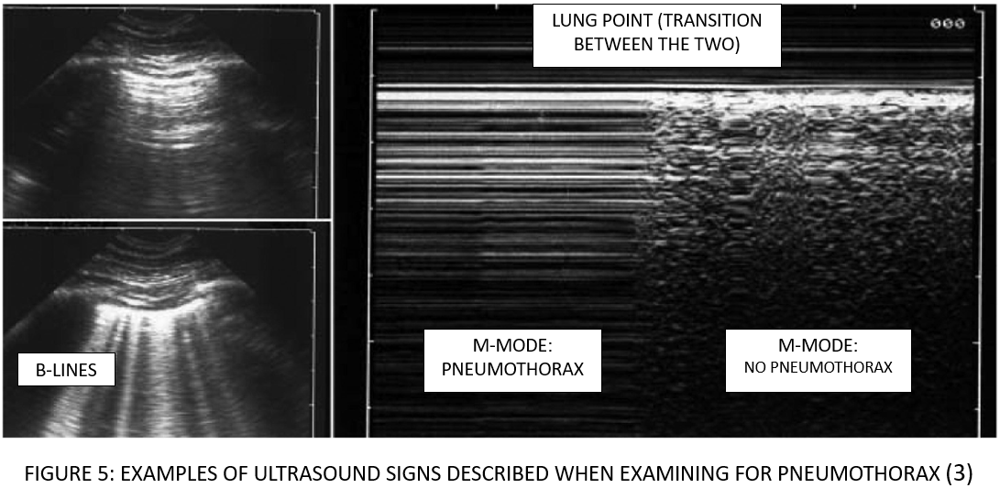 LUNG POINT (TRANSITION
BETWEEN THE TWO)
B-LINES
M-MODE:
PNEUMOTHORAX
M-MODE:
NO PNEUMOTHORAX
FIGURE 5: EXAMPLES OF ULTRASOUND SIGNS DESCRIBED WHEN EXAMINING FOR PNEUMOTHORAX (3)